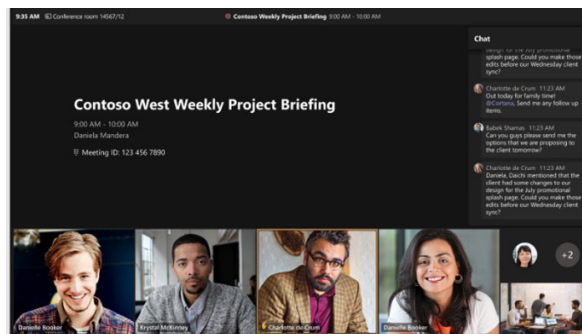 9:35 AM Conference room 14567/12
Contoso Weekly Project Briefing 9:00 AM - 10:00 AM
Contoso West Weekly Project Briefing
9:00 AM - 10:00 AM
Daniela Mandera
Meeting ID: 123 456 7890
Chat
design for the July promotional
splash page. Could you make those
edits before our Wednesday client
sync?
Charlotte de Crum 11:23 AM
Out today for family time!
@Cortana, Send me any follow up
items.
Babek Shamas 11:23 AM
Can you guys please send me the
options that we are proposing to
the client tomorrow?
Charlotte de Crum 11:23 AM
Daniela, Daichi mentioned that the
client had some changes to our
design for the July promotional
splash page. Could you make those
edits before our Wednesday client
sync?
Danielle Booker
Krystal McKinney
Charlotte de Crum
Danielle Booker
+2